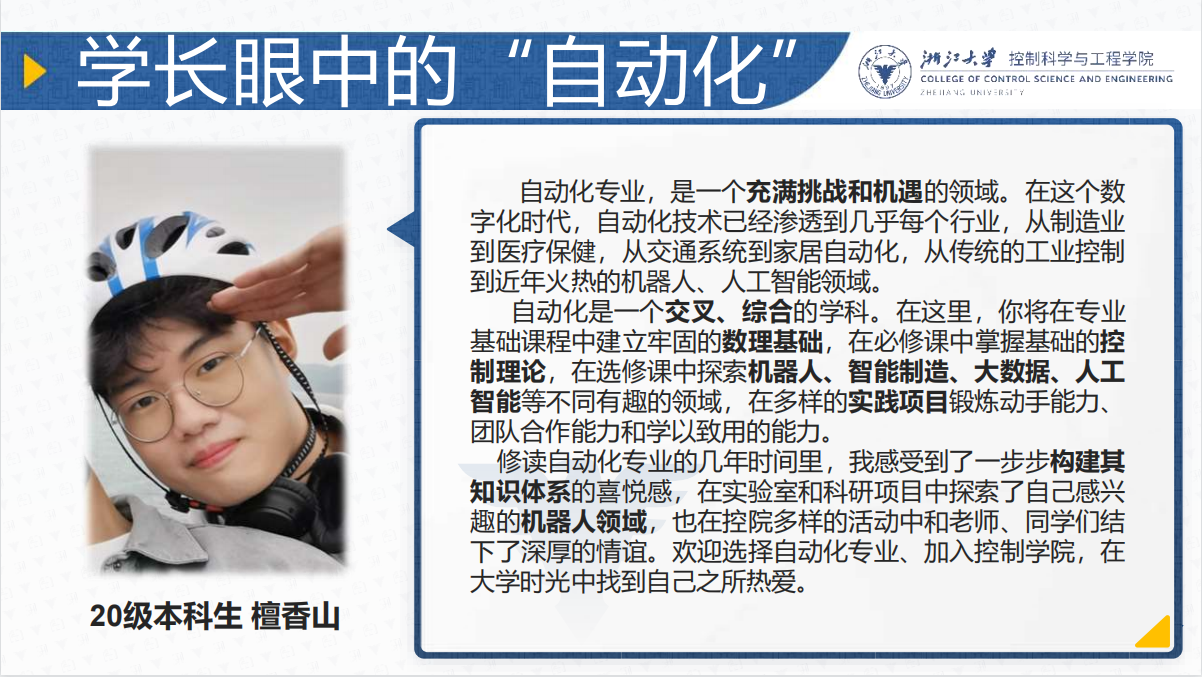 学长眼中的“自动化”
浙江大学 控制科学与工程学院
COLLEGE OF CONTROL SCIENCE AND ENGINEERING
ZHEJIANG UNIVERSITY
自动化专业，是一个充满挑战和机遇的领域。在这个数
字化时代，自动化技术已经渗透到几乎每个行业，从制造业
到医疗保健，从交通系统到家居自动化，从传统的工业控制
到近年火热的机器人、人工智能领域。
自动化是一个交叉、综合的学科。在这里，你将在专业
基础课程中建立牢固的数理基础，在必修课中掌握基础的控
制理论，在选修课中探索机器人、智能制造、大数据、人工
智能等不同有趣的领域，在多样的实践项目锻炼动手能力、
团队合作能力和学以致用的能力。
修读自动化专业的几年时间里，我感受到了一步步构建其
知识体系的喜悦感，在实验室和科研项目中探索了自己感兴
趣的机器人领域，也在控院多样的活动中和老师、同学们结
下了深厚的情谊。欢迎选择自动化专业、加入控制学院，在
大学时光中找到自己之所热爱。
20级本科生 檀香山